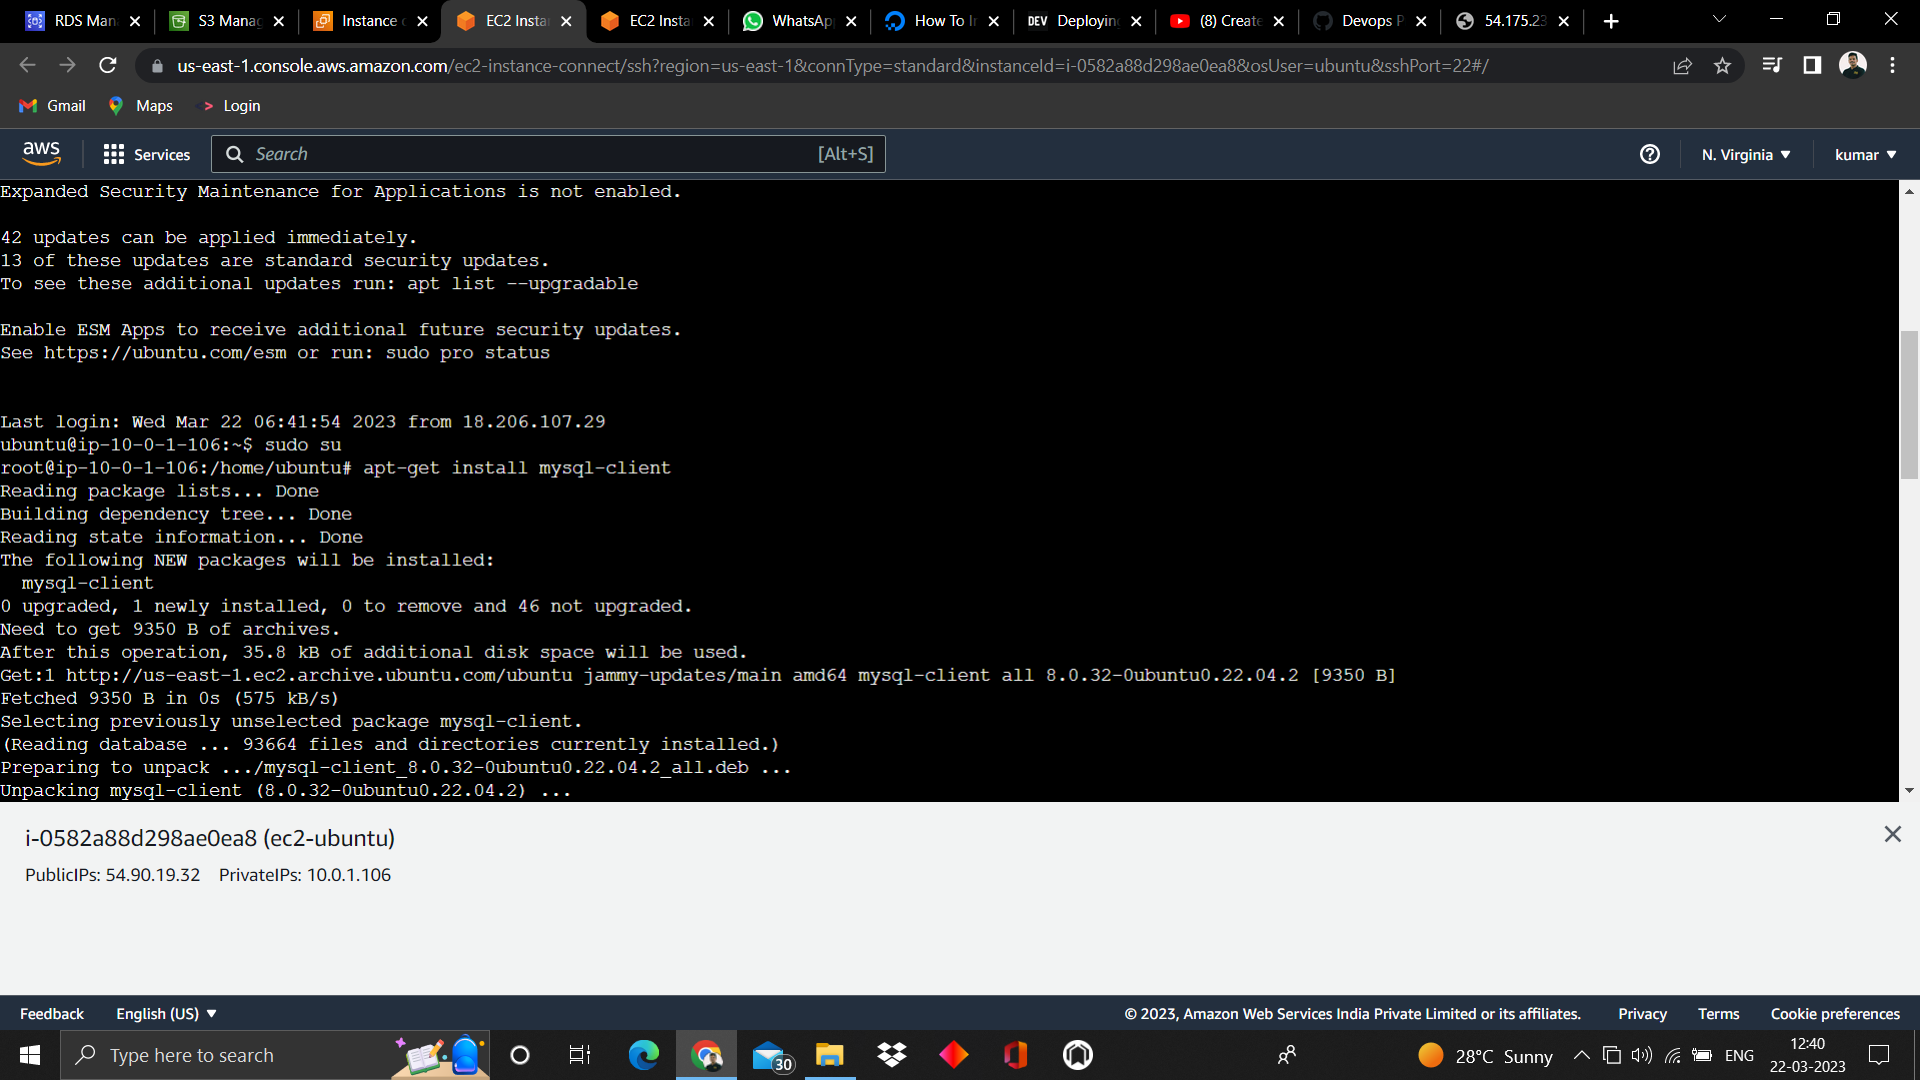 RDS Man
S3 Manag
Instance c
EC2 Insta
EC2 Insta
WhatsAp
How To I
DEV Deployin
(8) Create
Devops P
54.175.23
us-east-1.console.aws.amazon.com/ec2-instance-connect/ssh?region=us-east-1&connType=standard&instanceId=i-0582a88d298ae0ea8&osUser=ubuntu&sshPort=22#/
Gmail Maps Login
aws Services Search [Alt+S] N. Virginia kumar
Expanded Security Maintenance for Applications is not enabled.
42 updates can be applied immediately.
13 of these updates are standard security updates.
To see these additional updates run: apt list --upgradable
Enable ESM Apps to receive additional future security updates.
See https://ubuntu.com/esm or run: sudo pro status
Last login: Wed Mar 22 06:41:54 2023 from 18.206.107.29
ubuntu@ip-10-0-1-106:~$ sudo su
root@ip-10-0-1-106:/home/ubuntu# apt-get install mysql-client
Reading package lists... Done
Building dependency tree... Done
Reading state information... Done
The following NEW packages will be installed:
mysql-client
0 upgraded, 1 newly installed, 0 to remove and 46 not upgraded.
Need to get 9350 B of archives.
After this operation, 35.8 kB of additional disk space will be used.
Get:1 http://us-east-1.ec2.archive.ubuntu.com/ubuntu jammy-updates/main amd64 mysql-client all 8.0.32-0ubuntu0.22.04.2 [9350 B]
Fetched 9350 B in 0s (575 kB/s)
Selecting previously unselected package mysql-client.
(Reading database ... 93664 files and directories currently installed.)
Preparing to unpack .../mysql-client_8.0.32-0ubuntu0.22.04.2_all.deb ...
Unpacking mysql-client (8.0.32-0ubuntu0.22.04.2) ...
i-0582a88d298ae0ea8 (ec2-ubuntu)
PublicIPs: 54.90.19.32 PrivateIPs: 10.0.1.106
Feedback English (US) © 2023, Amazon Web Services India Private Limited or its affiliates. Privacy Terms Cookie preferences
Type here to search 30 28°C Sunny ENG 12:40
22-03-2023